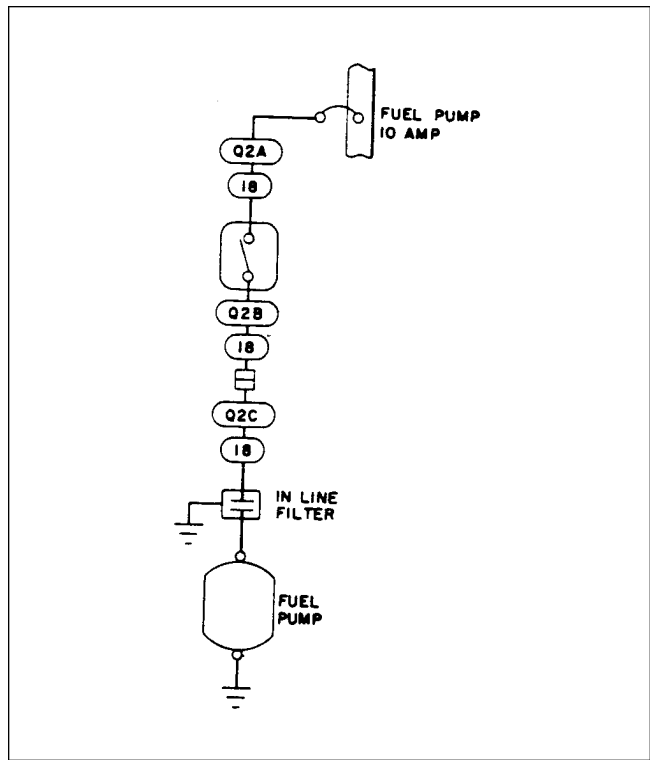 FUEL PUMP
10 AMP
Q2A
18
Q2B
18
Q2C
18
IN LINE
FILTER
FUEL
PUMP